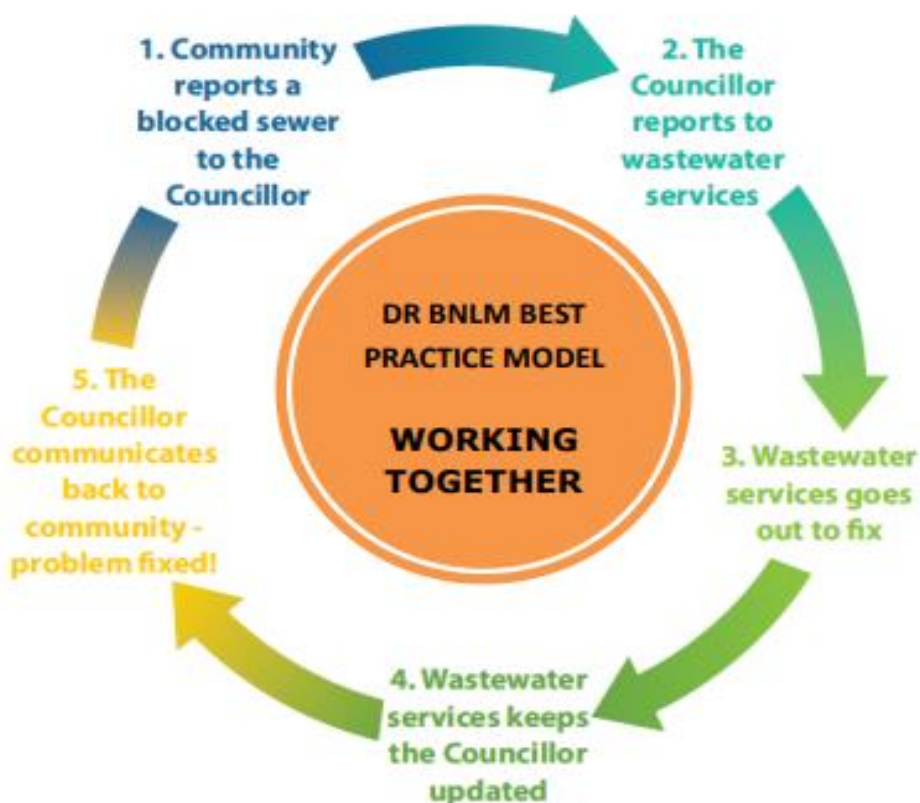 1. Community
reports a
blocked sewer
to the
Councillor
2. The
Councillor
reports to
wastewater
services
DR BNLM BEST
PRACTICE MODEL
WORKING
TOGETHER
3. Wastewater
services goes
out to fix
4. Wastewater
services keeps
the Councillor
updated
5. The
Councillor
communicates
back to
community -
problem fixed!